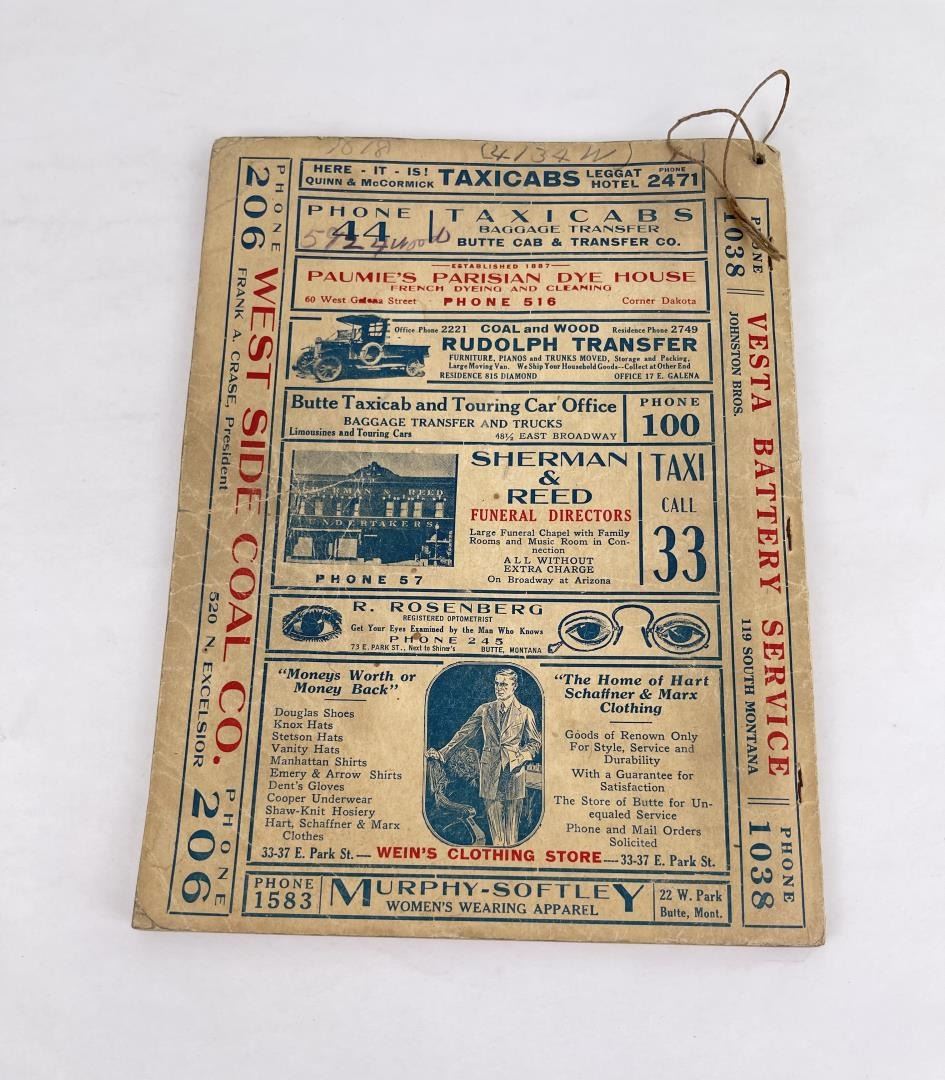 1618 (4134W)
HERE - IT - IS! TAXICABS LEGGAT PHONE
QUINN & McCORMICK HOTEL 2471
PHONE TAXICABS
44 BAGGAGE TRANSFER
BUTTE CAB & TRANSFER CO.
ESTABLISHED 1887
PAUMIE'S PARISIAN DYE HOUSE
FRENCH DYEING AND CLEANING
60 West Galena Street PHONE 516 Corner Dakota
Office Phone 2221 COAL and WOOD Residence Phone 2749
RUDOLPH TRANSFER
FURNITURE, PIANOS and TRUNKS MOVED, Storage and Packing,
Large Moving Van. We Ship Your Household Goods--Collect at Other End
RESIDENCE 815 DIAMOND OFFICE 17 E. GALENA
Butte Taxicab and Touring Car Office PHONE
BAGGAGE TRANSFER AND TRUCKS 100
Limousines and Touring Cars 48½ EAST BROADWAY
SHERMAN & REED
UNDERTAKERS
PHONE 57
SHERMAN
&
REED
FUNERAL DIRECTORS
Large Funeral Chapel with Family
Rooms and Music Room in Con-
nection
ALL WITHOUT
EXTRA CHARGE
On Broadway at Arizona
TAXI
CALL
33
R. ROSENBERG
REGISTERED OPTOMETRIST
Get Your Eyes Examined by the Man Who Knows
PHONE 245
73 E. PARK ST., Next to Shiner's BUTTE, MONTANA
"Moneys Worth or
Money Back"
Douglas Shoes
Knox Hats
Stetson Hats
Vanity Hats
Manhattan Shirts
Emery & Arrow Shirts
Dent's Gloves
Cooper Underwear
Shaw-Knit Hosiery
Hart, Schaffner & Marx
Clothes
"The Home of Hart
Schaffner & Marx
Clothing
Goods of Renown Only
For Style, Service and
Durability
With a Guarantee for
Satisfaction
The Store of Butte for Un-
equaled Service
Phone and Mail Orders
Solicited
33-37 E. Park St.— WEIN'S CLOTHING STORE—33-37 E. Park St.
PHONE MURPHY-SOFTLEY 22 W. Park
1583 WOMEN'S WEARING APPAREL Butte, Mont.
PHONE
206
WEST SIDE COAL CO.
FRANK A. CRASE, President
520 N. EXCELSIOR
PHONE
206
PHONE
1038
VESTA BATTERY SERVICE
JOHNSTON BROS.
119 SOUTH MONTANA
PHONE
1038